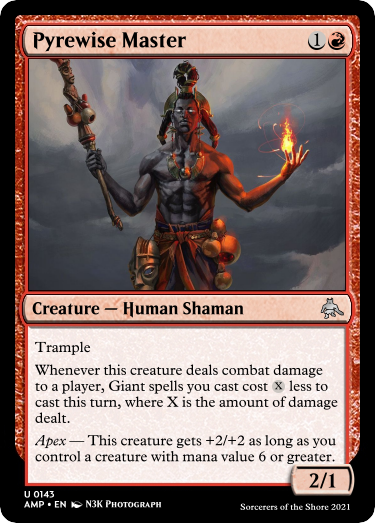 Pyrewise Master 1
Creature — Human Shaman
Trample
Whenever this creature deals combat damage
to a player, Giant spells you cast cost X less to
cast this turn, where X is the amount of damage
dealt.
Apex — This creature gets +2/+2 as long as you
control a creature with mana value 6 or greater.
2/1
U 0143
AMP • EN N3K Photograph
Sorcerers of the Shore 2021